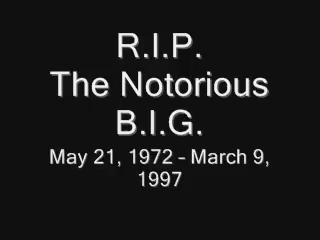 R.I.P.
The Notorious
B.I.G.
May 21, 1972 – March 9,
1997